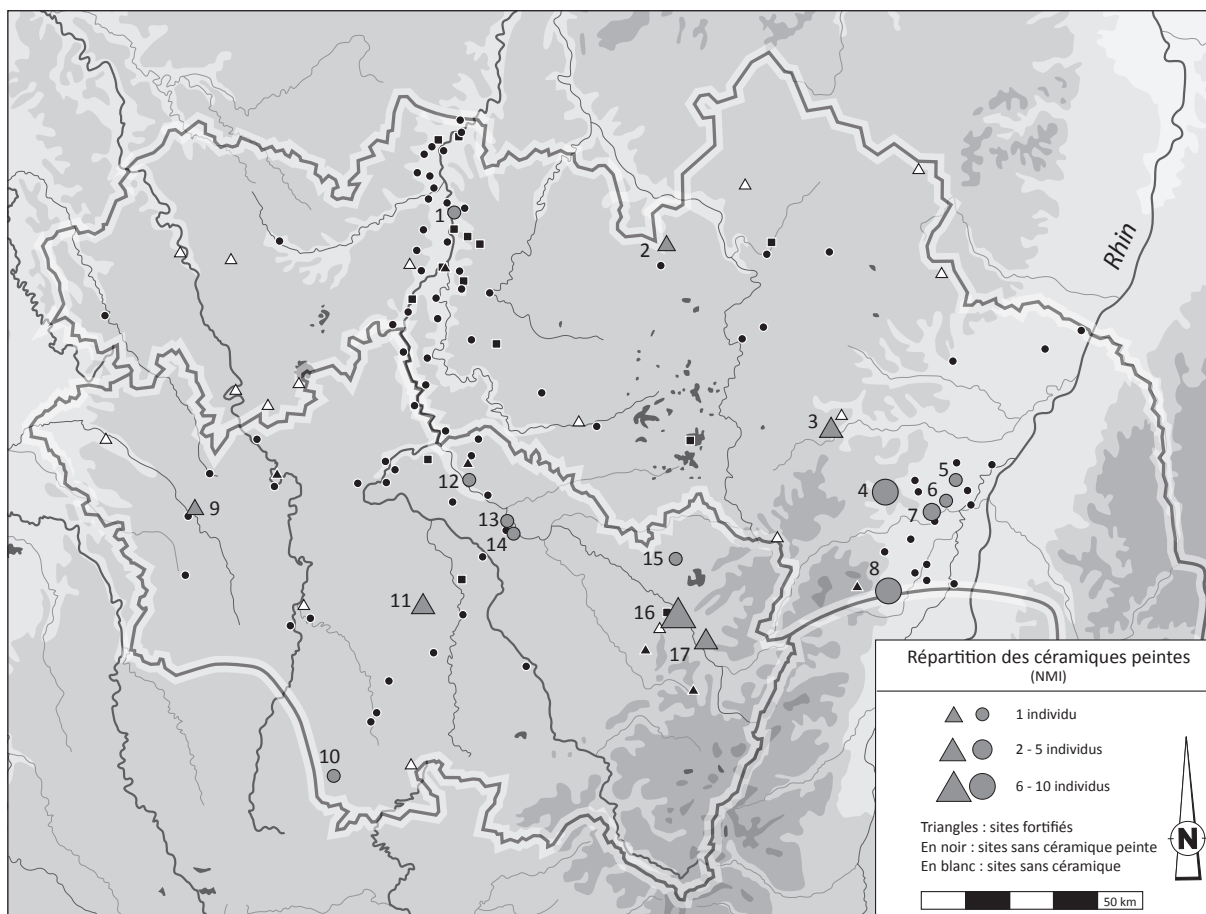 Rhin
1
2
3
4
5
6
7
8
9
10
11
12
13
14
15
16
17
Répartition des céramiques peintes
(NMI)
1 individu
2 - 5 individus
6 - 10 individus
Triangles : sites fortifiés
En noir : sites sans céramique peinte
En blanc : sites sans céramique
N
50 km